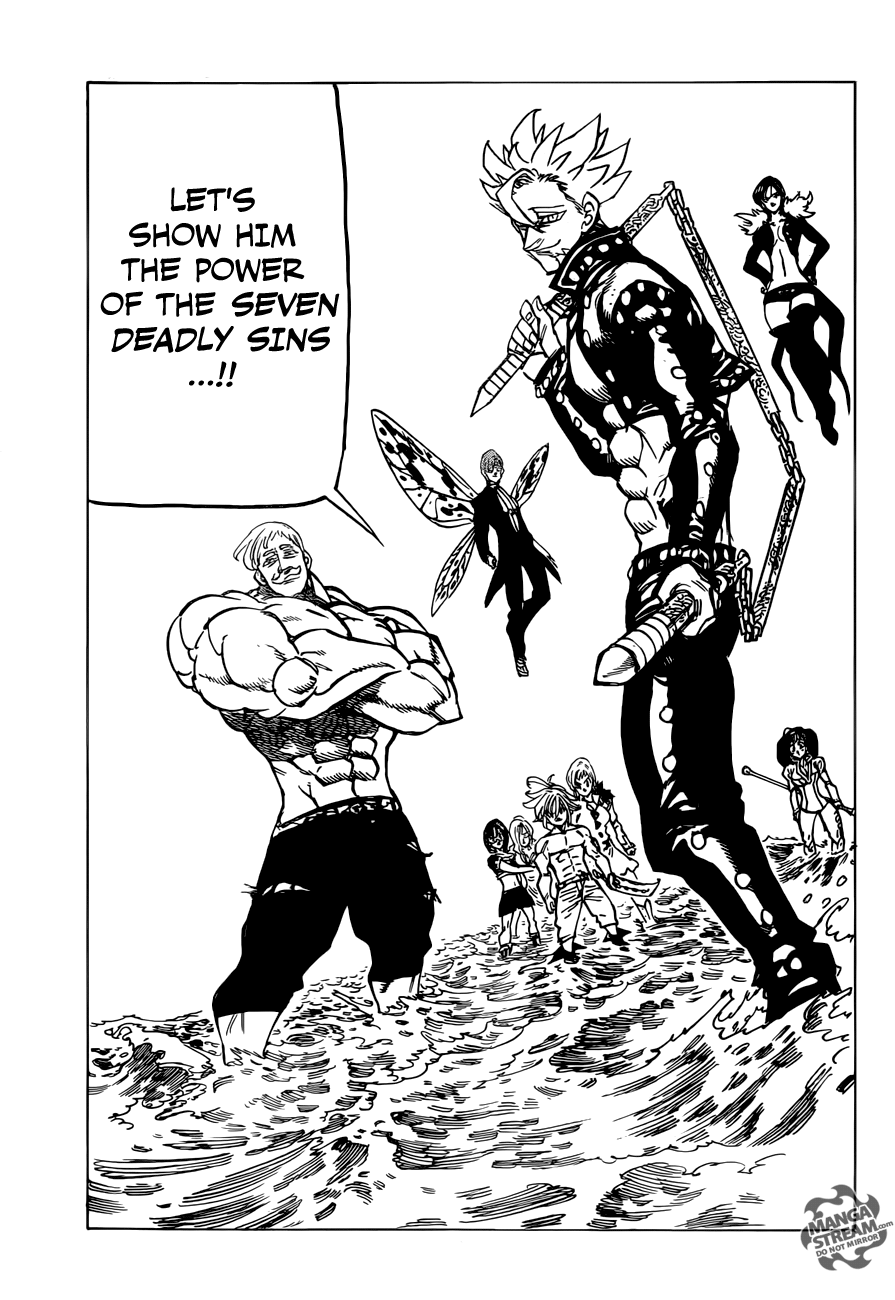 LET'S
SHOW HIM
THE POWER
OF THE SEVEN
DEADLY SINS
...!!
MANGA
STREAM.com
DO NOT MIRROR